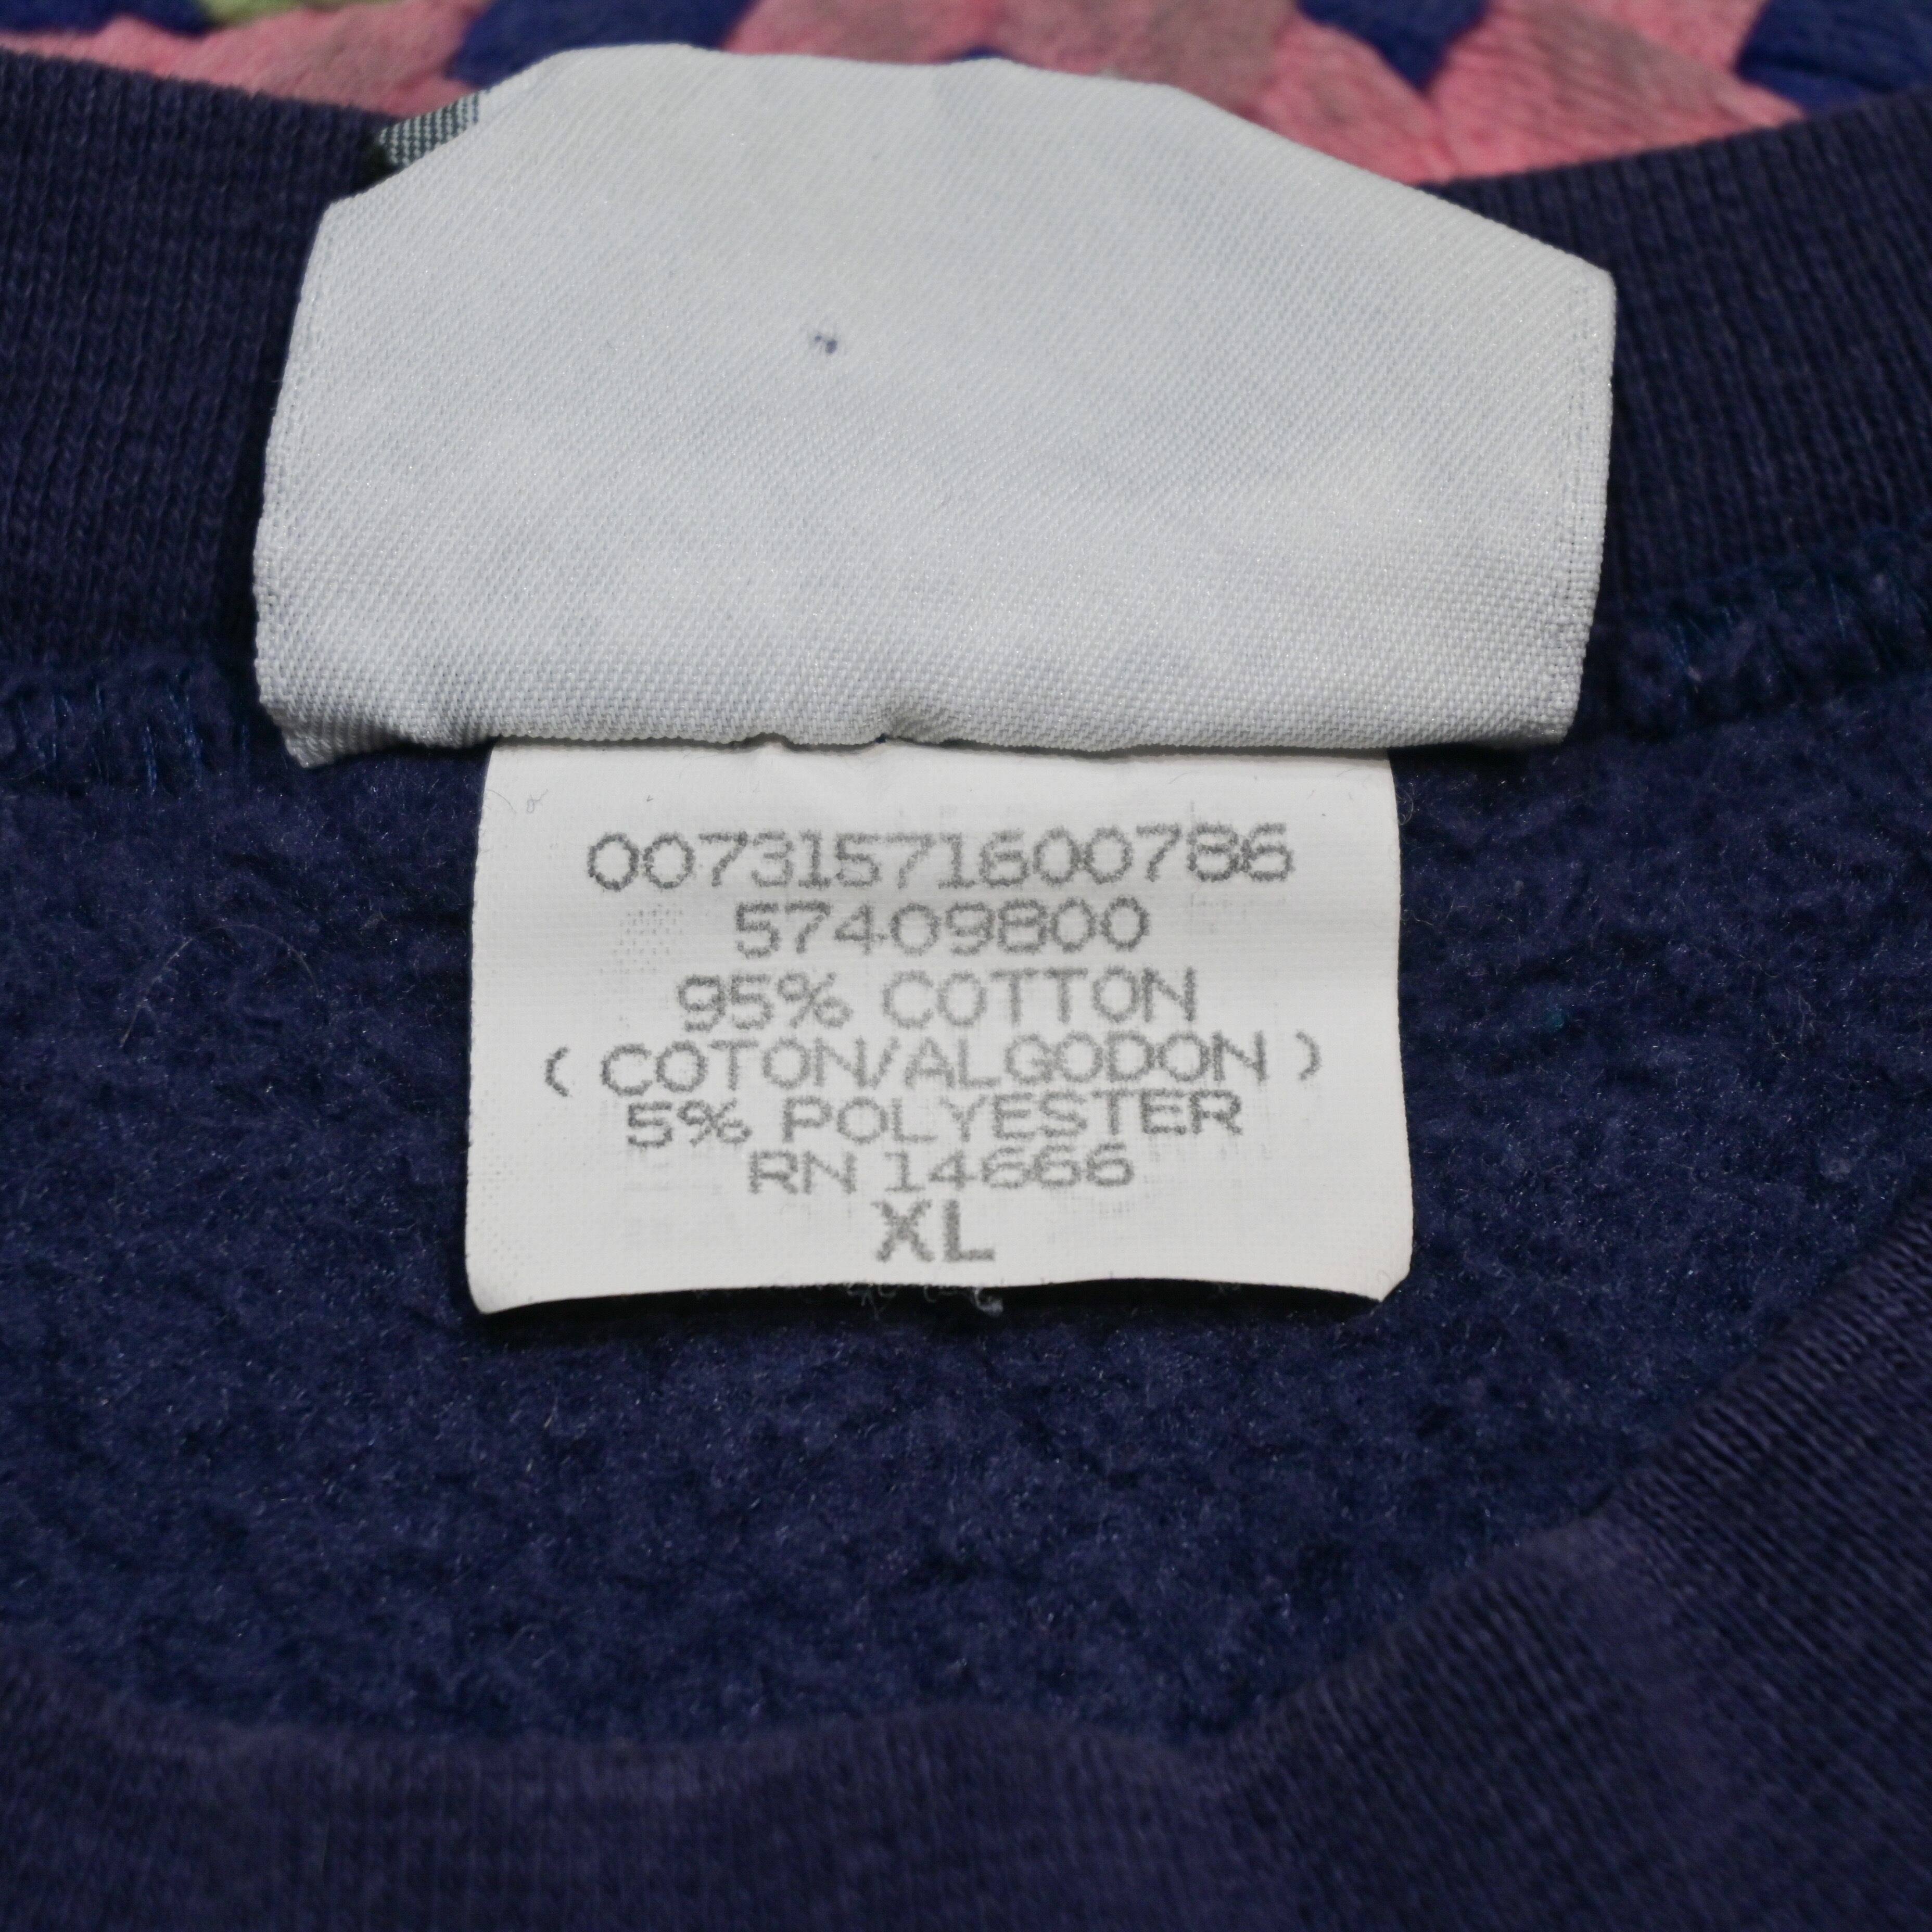 00731571600786
57409800
95% COTTON
( COTON/ALGODON )
5% POLYESTER
RN 14666
XL